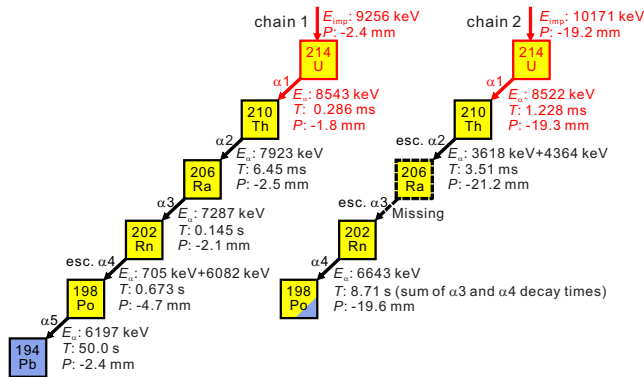 chain 1
E_imp: 9256 keV
P: -2.4 mm
214
U
α1
E_α: 8543 keV
T: 0.286 ms
P: -1.8 mm
210
Th
α2
E_α: 7923 keV
T: 6.45 ms
P: -2.5 mm
206
Ra
α3
E_α: 7287 keV
T: 0.145 s
P: -2.1 mm
202
Rn
esc. α4
E_α: 705 keV+6082 keV
T: 0.673 s
P: -4.7 mm
198
Po
α5
E_α: 6197 keV
T: 50.0 s
P: -2.4 mm
194
Pb
chain 2
E_imp: 10171 keV
P: -19.2 mm
214
U
α1
E_α: 8522 keV
T: 1.228 ms
P: -19.3 mm
210
Th
esc. α2
E_α: 3618 keV+4364 keV
T: 3.51 ms
P: -21.2 mm
206
Ra
esc. α3
Missing
202
Rn
α4
E_α: 6643 keV
T: 8.71 s (sum of α3 and α4 decay times)
P: -19.6 mm
198
Po